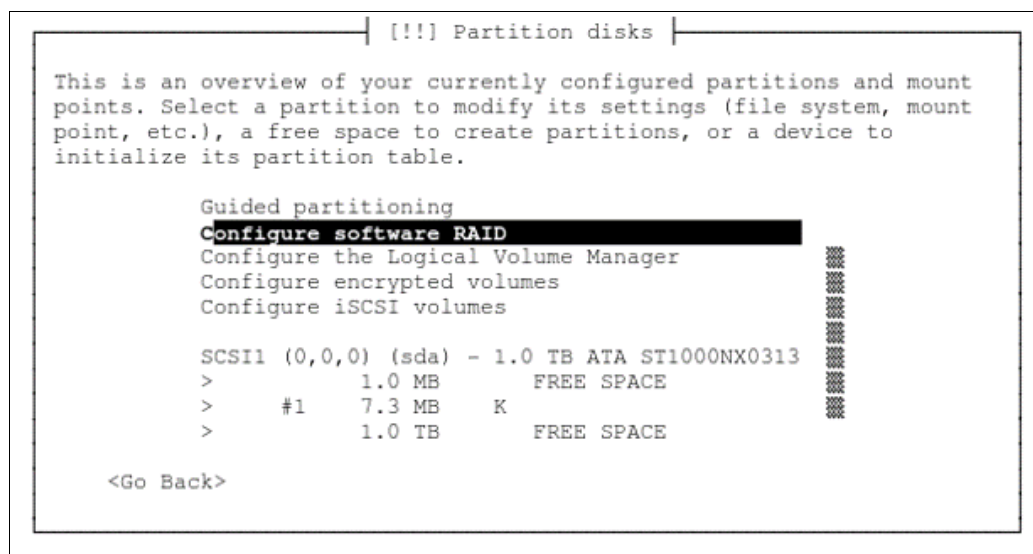 [!!] Partition disks
This is an overview of your currently configured partitions and mount
points. Select a partition to modify its settings (file system, mount
point, etc.), a free space to create partitions, or a device to
initialize its partition table.
Guided partitioning
Configure software RAID
Configure the Logical Volume Manager
Configure encrypted volumes
Configure iSCSI volumes
SCSI1 (0,0,0) (sda) - 1.0 TB ATA ST1000NX0313
> 1.0 MB FREE SPACE
> #1 7.3 MB K
> 1.0 TB FREE SPACE
<Go Back>